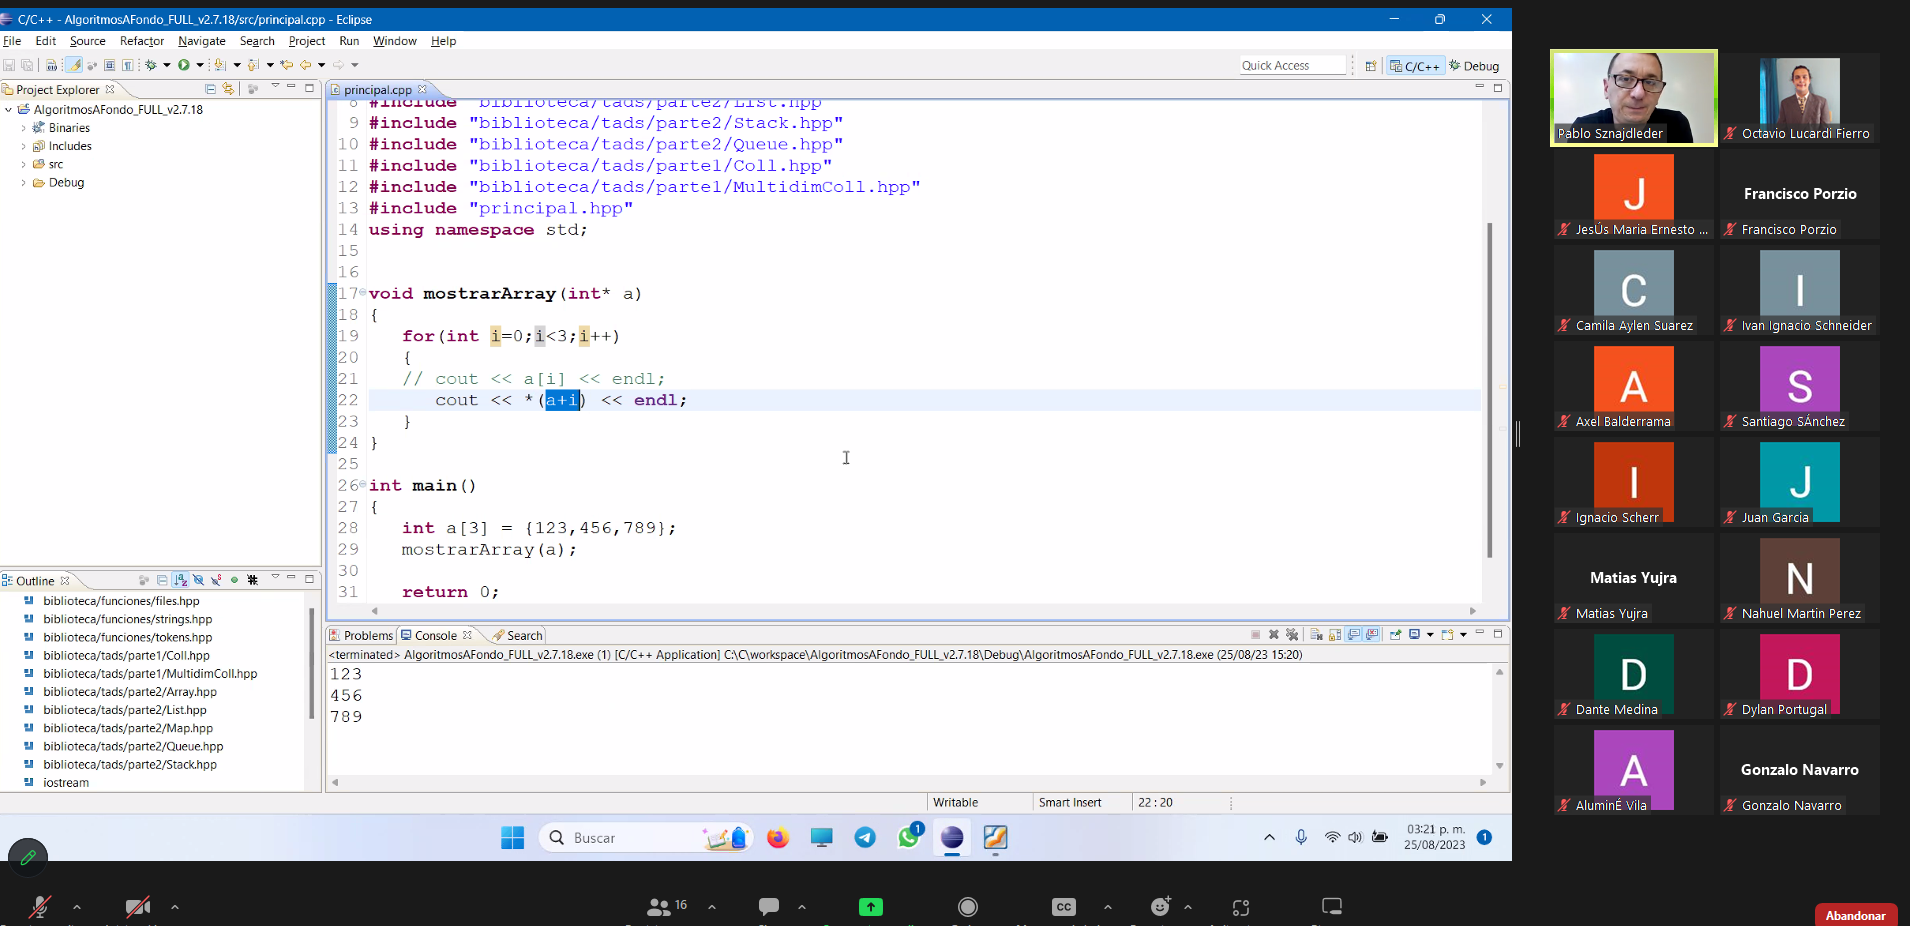 C/C++ - AlgoritmosAFondo_FULL_v2.7.18/src/principal.cpp - Eclipse
File Edit Source Refactor Navigate Search Project Run Window Help
Quick Access
C/C++
Debug
Project Explorer
AlgoritmosAFondo_FULL_v2.7.18
Binaries
Includes
src
Debug
principal.cpp
8 #include "biblioteca/tads/parte2/List.hpp"
9 #include "biblioteca/tads/parte2/Stack.hpp"
10 #include "biblioteca/tads/parte2/Queue.hpp"
11 #include "biblioteca/tads/parte1/Coll.hpp"
12 #include "biblioteca/tads/parte1/MultidimColl.hpp"
13 #include "principal.hpp"
14 using namespace std;
15
16
17 void mostrarArray(int* a)
18 {
19 for(int i=0;i<3;i++)
20 {
21 // cout << a[i] << endl;
22 cout << *(a+i) << endl;
23 }
24 }
25
26 int main()
27 {
28 int a[3] = {123,456,789};
29 mostrarArray(a);
30
31 return 0;
Outline
biblioteca/funciones/files.hpp
biblioteca/funciones/strings.hpp
biblioteca/funciones/tokens.hpp
biblioteca/tads/parte1/Coll.hpp
biblioteca/tads/parte1/MultidimColl.hpp
biblioteca/tads/parte2/Array.hpp
biblioteca/tads/parte2/List.hpp
biblioteca/tads/parte2/Map.hpp
biblioteca/tads/parte2/Queue.hpp
biblioteca/tads/parte2/Stack.hpp
iostream
Problems Console Search
<terminated> AlgoritmosAFondo_FULL_v2.7.18.exe (1) [C/C++ Application] C:\C\workspace\AlgoritmosAFondo_FULL_v2.7.18\Debug\AlgoritmosAFondo_FULL_v2.7.18.exe (25/08/23 15:20)
123
456
789
Writable Smart Insert 22 : 20
Buscar
1
03:21 p. m.
25/08/2023
1
Pablo Sznajdleder
Octavio Lucardi Fierro
J
JesÚs Maria Ernesto ...
Francisco Porzio
Francisco Porzio
C
Camila Aylen Suarez
I
Ivan Ignacio Schneider
A
Axel Balderrama
S
Santiago SÁnchez
I
Ignacio Scherr
J
Juan Garcia
Matias Yujra
Matias Yujra
N
Nahuel Martin Perez
D
Dante Medina
D
Dylan Portugal
A
AluminÉ Vila
Gonzalo Navarro
Gonzalo Navarro
16
CC
Abandonar